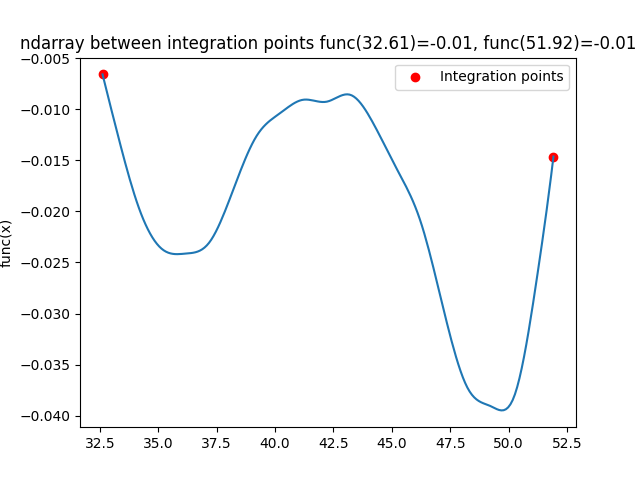 ndarray between integration points func(32.61)=-0.01, func(51.92)=-0.01
Integration points
func(x)
−0.005
−0.010
−0.015
−0.020
−0.025
−0.030
−0.035
−0.040
32.5 35.0 37.5 40.0 42.5 45.0 47.5 50.0 52.5